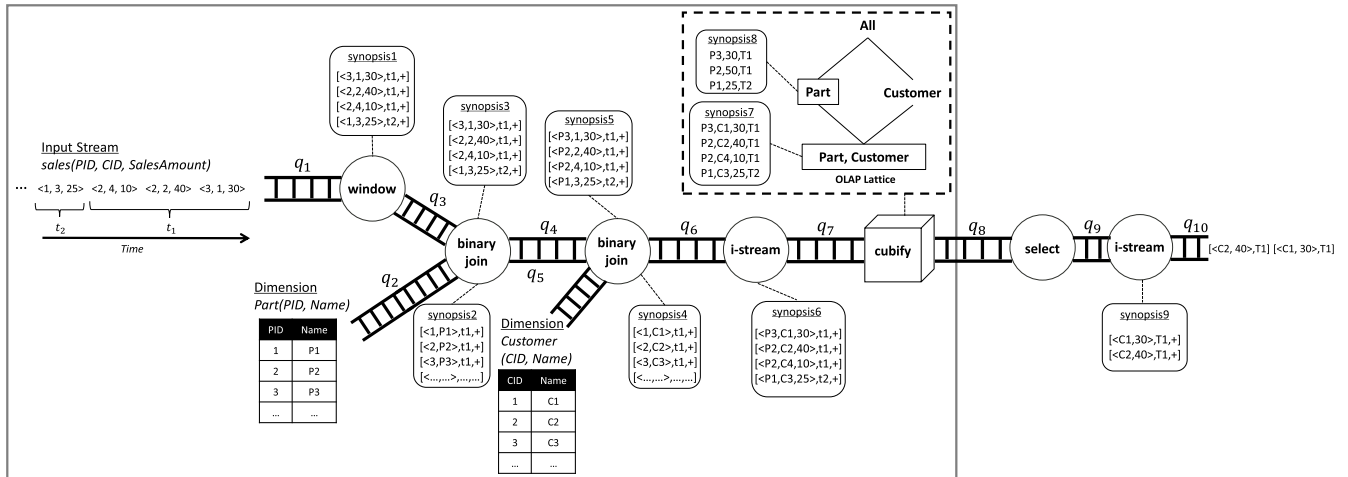 Input Stream
sales(PID, CID, SalesAmount)
... <1, 3, 25> <2, 4, 10> <2, 2, 40> <3, 1, 30>
t2 t1
Time
q1
synopsis1
[<3,1,30>,t1,+]
[<2,2,40>,t1,+]
[<2,4,10>,t1,+]
[<1,3,25>,t2,+]
window
q3
q2
Dimension
Part(PID, Name)
PID Name
1 P1
2 P2
3 P3
... ...
synopsis3
[<3,1,30>,t1,+]
[<2,2,40>,t1,+]
[<2,4,10>,t1,+]
[<1,3,25>,t2,+]
binary
join
synopsis2
[<1,P1>,t1,+]
[<2,P2>,t1,+]
[<3,P3>,t1,+]
[<...,...>,...,...]
q4
q5
Dimension
Customer
(CID, Name)
CID Name
1 C1
2 C2
3 C3
... ...
synopsis5
[<P3,1,30>,t1,+]
[<P2,2,40>,t1,+]
[<P2,4,10>,t1,+]
[<P1,3,25>,t2,+]
binary
join
synopsis4
[<1,C1>,t1,+]
[<2,C2>,t1,+]
[<3,C3>,t1,+]
[<...,...>,...,...]
q6
i-stream
synopsis6
[<P3,C1,30>,t1,+]
[<P2,C2,40>,t1,+]
[<P2,C4,10>,t1,+]
[<P1,C3,25>,t2,+]
q7
synopsis8
P3,30,T1
P2,50,T1
P1,25,T2
synopsis7
P3,C1,30,T1
P2,C2,40,T1
P2,C4,10,T1
P1,C3,25,T2
All
Part
Customer
Part, Customer
OLAP Lattice
cubify
q8
select
q9
i-stream
q10
[<C2, 40>,T1] [<C1, 30>,T1]
synopsis9
[<C1,30>,T1,+]
[<C2,40>,T1,+]